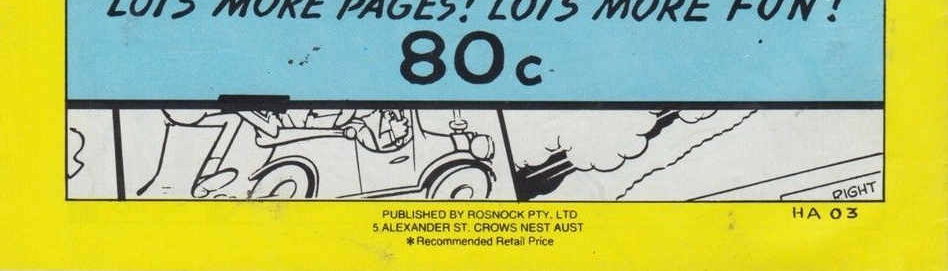 LOTS MORE PAGES! LOTS MORE FUN!
80c
RIGHT
HA 03
PUBLISHED BY ROSNOCK PTY. LTD
5 ALEXANDER ST. CROWS NEST AUST
*Recommended Retail Price